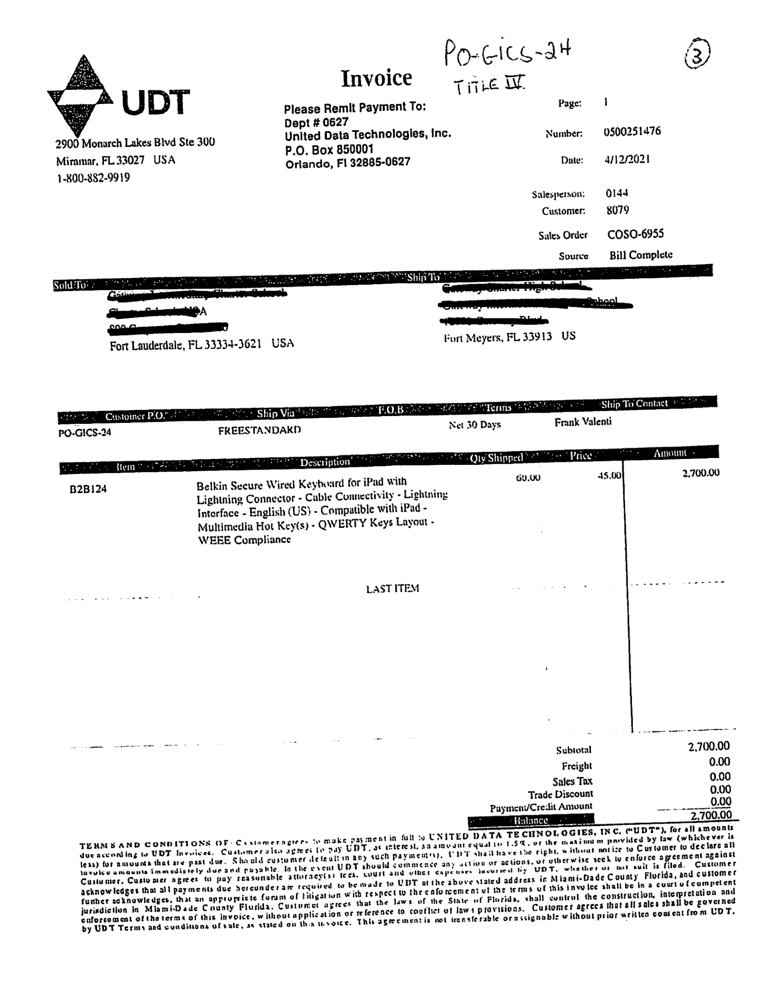 PO-GICS-24
TITLE IV.
3
UDT
2900 Monarch Lakes Blvd Ste 300
Miramar, FL 33027 USA
1-800-882-9919
Invoice
Please Remit Payment To:
Dept # 0627
United Data Technologies, Inc.
P.O. Box 850001
Orlando, Fl 32885-0627
Page: 1
Number: 0500251476
Date: 4/12/2021
Salesperson: 0144
Customer: 8079
Sales Order COSO-6955
Source Bill Complete
Sold To Ship To
School
Fort Lauderdale, FL 33334-3621 USA
Fort Meyers, FL 33913 US
Customer P.O. Ship Via F.O.B Terms Ship To Contact
PO-GICS-24 FREESTANDARD Net 30 Days Frank Valenti
Item Description Qty Shipped Price Amount
B2B124 Belkin Secure Wired Keyboard for iPad with 60.00 45.00 2,700.00
Lightning Connector - Cable Connectivity - Lightning
Interface - English (US) - Compatible with iPad -
Multimedia Hot Key(s) - QWERTY Keys Layout -
WEEE Compliance
LAST ITEM
Subtotal 2,700.00
Freight 0.00
Sales Tax 0.00
Trade Discount 0.00
Payment/Credit Amount 0.00
Balance 2,700.00
TERMS AND CONDITIONS OF: Customer agrees to make payment in full to UNITED DATA TECHNOLOGIES, INC. ("UDT"), for all amounts
due according to UDT Invoices. Customer also agrees to pay UDT, as interest, an amount equal to 1.5%, or the maximum provided by law (whichever is
less) for amounts that are past due. Should customer default in any such payment(s), UDT shall have the right, without notice to Customer to declare all
invoice amounts immediately due and payable. In the event UDT should commence any action or actions, or otherwise seek to enforce agreement against
Customer, Customer agrees to pay reasonable attorney(s) fees, court and other expenses incurred by UDT, whether or not suit is filed. Customer
acknowledges that all payments due hereunder are required to be made to UDT at the above stated address in Miami-Dade County Florida, and customer
further acknowledges, that an appropriate forum of litigation with respect to the enforcement of the terms of this invoice shall be in a court of competent
jurisdiction in Miami-Dade County Florida. Customer agrees that the laws of the State of Florida, shall control the construction, interpretation and
enforcement of the terms of this invoice, without application or reference to conflict of laws provisions. Customer agrees that all sales shall be governed
by UDT Terms and conditions of sale, as stated on this invoice. This agreement is not transferable or assignable without prior written consent from UDT.